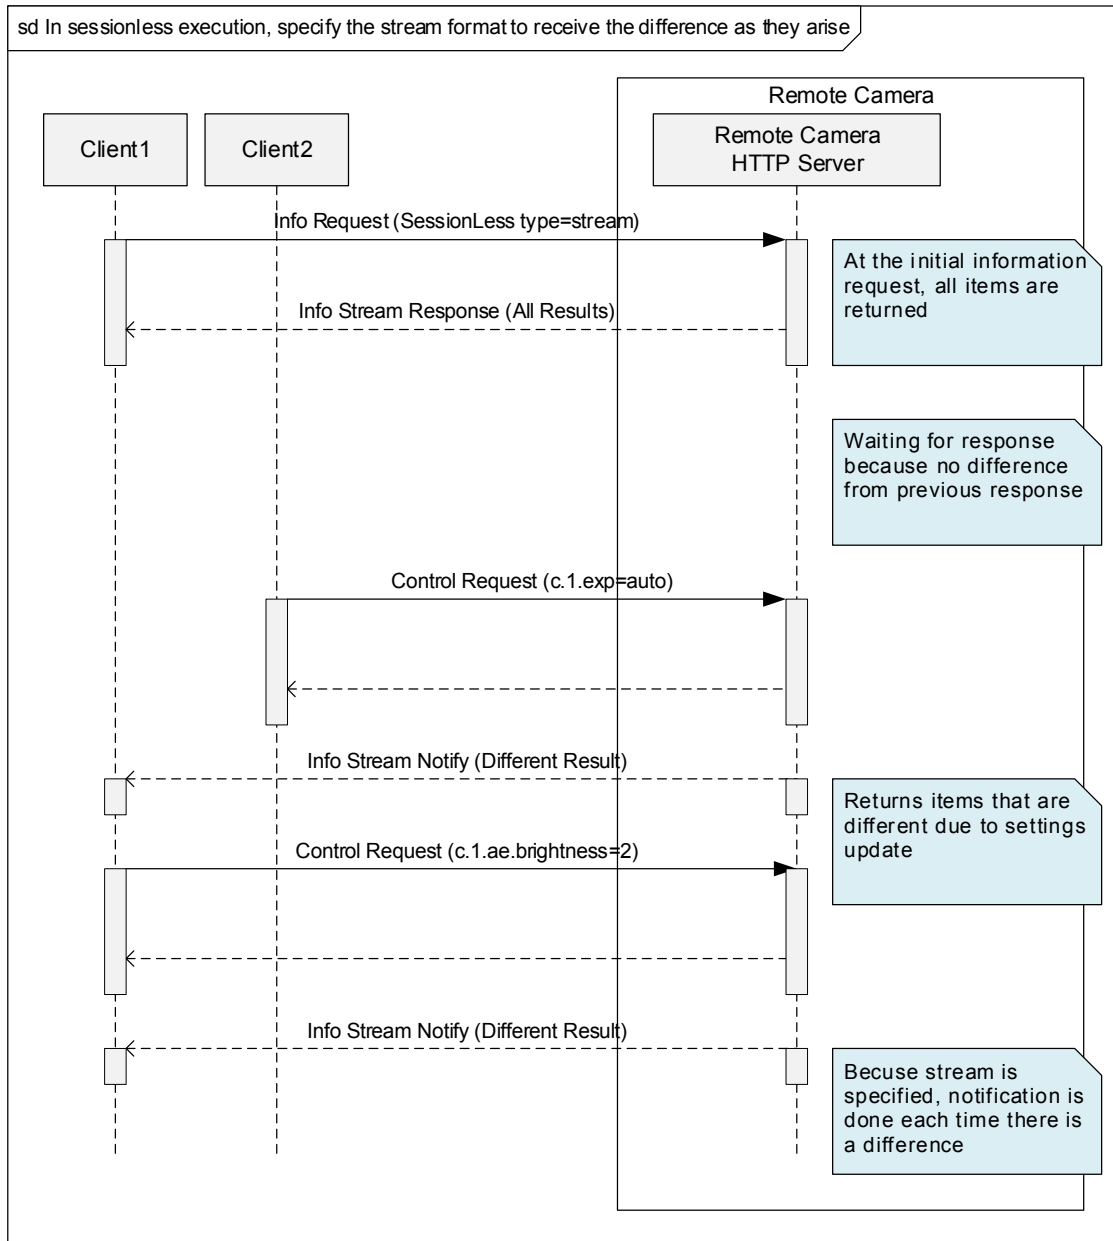 sd In sessionless execution, specify the stream format to receive the difference as they arise
Remote Camera
Client1
Client2
Remote Camera
HTTP Server
Info Request (SessionLess type=stream)
At the initial information
request, all items are
returned
Info Stream Response (All Results)
Waiting for response
because no difference
from previous response
Control Request (c.1.exp=auto)
Info Stream Notify (Different Result)
Returns items that are
different due to settings
update
Control Request (c.1.ae.brightness=2)
Info Stream Notify (Different Result)
Becuse stream is
specified, notification is
done each time there is
a difference